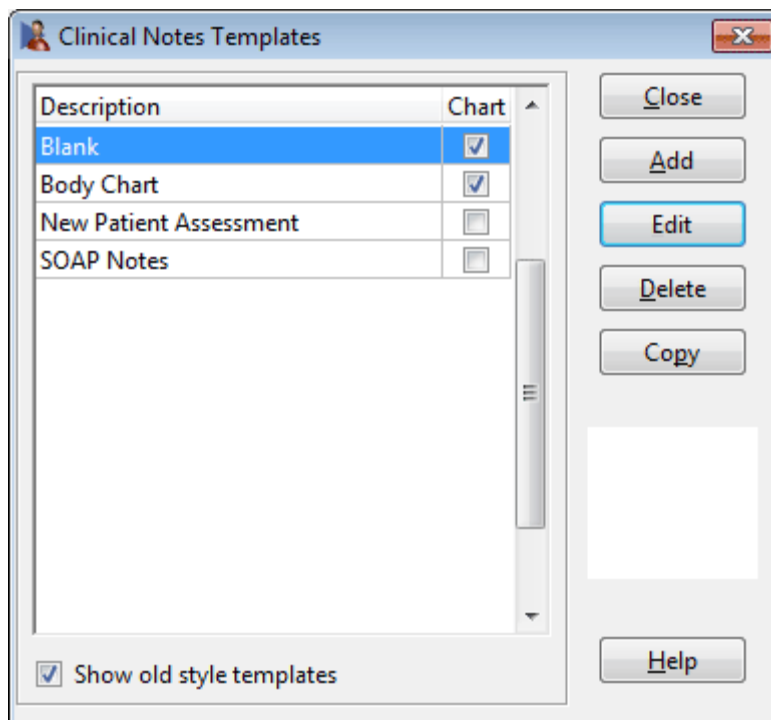 Clinical Notes Templates
Description Chart
Blank
Body Chart
New Patient Assessment
SOAP Notes
Show old style templates
Close
Add
Edit
Delete
Copy
Help